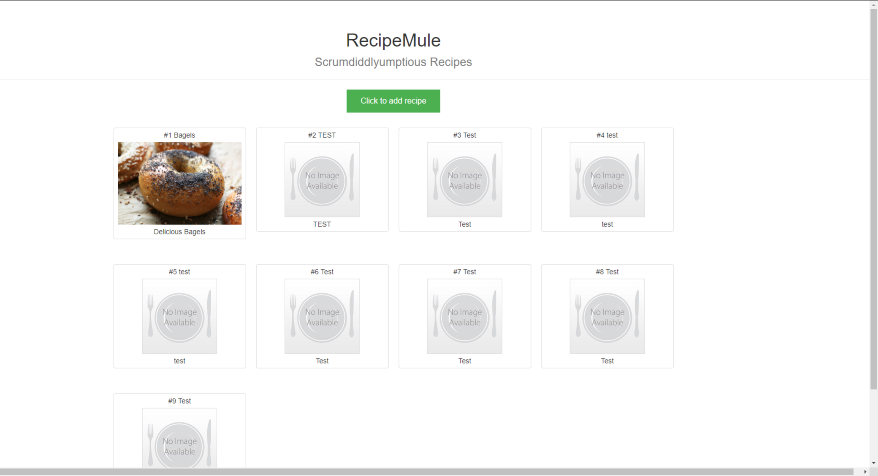 RecipeMule
Scrumdiddlyumptious Recipes
Click to add recipe
#1 Bagels
Delicious Bagels
#2 TEST
No Image
Available
TEST
#3 Test
No Image
Available
Test
#4 test
No Image
Available
test
#5 test
No Image
Available
test
#6 Test
No Image
Available
Test
#7 Test
No Image
Available
Test
#8 Test
No Image
Available
Test
#9 Test
No Image
Available